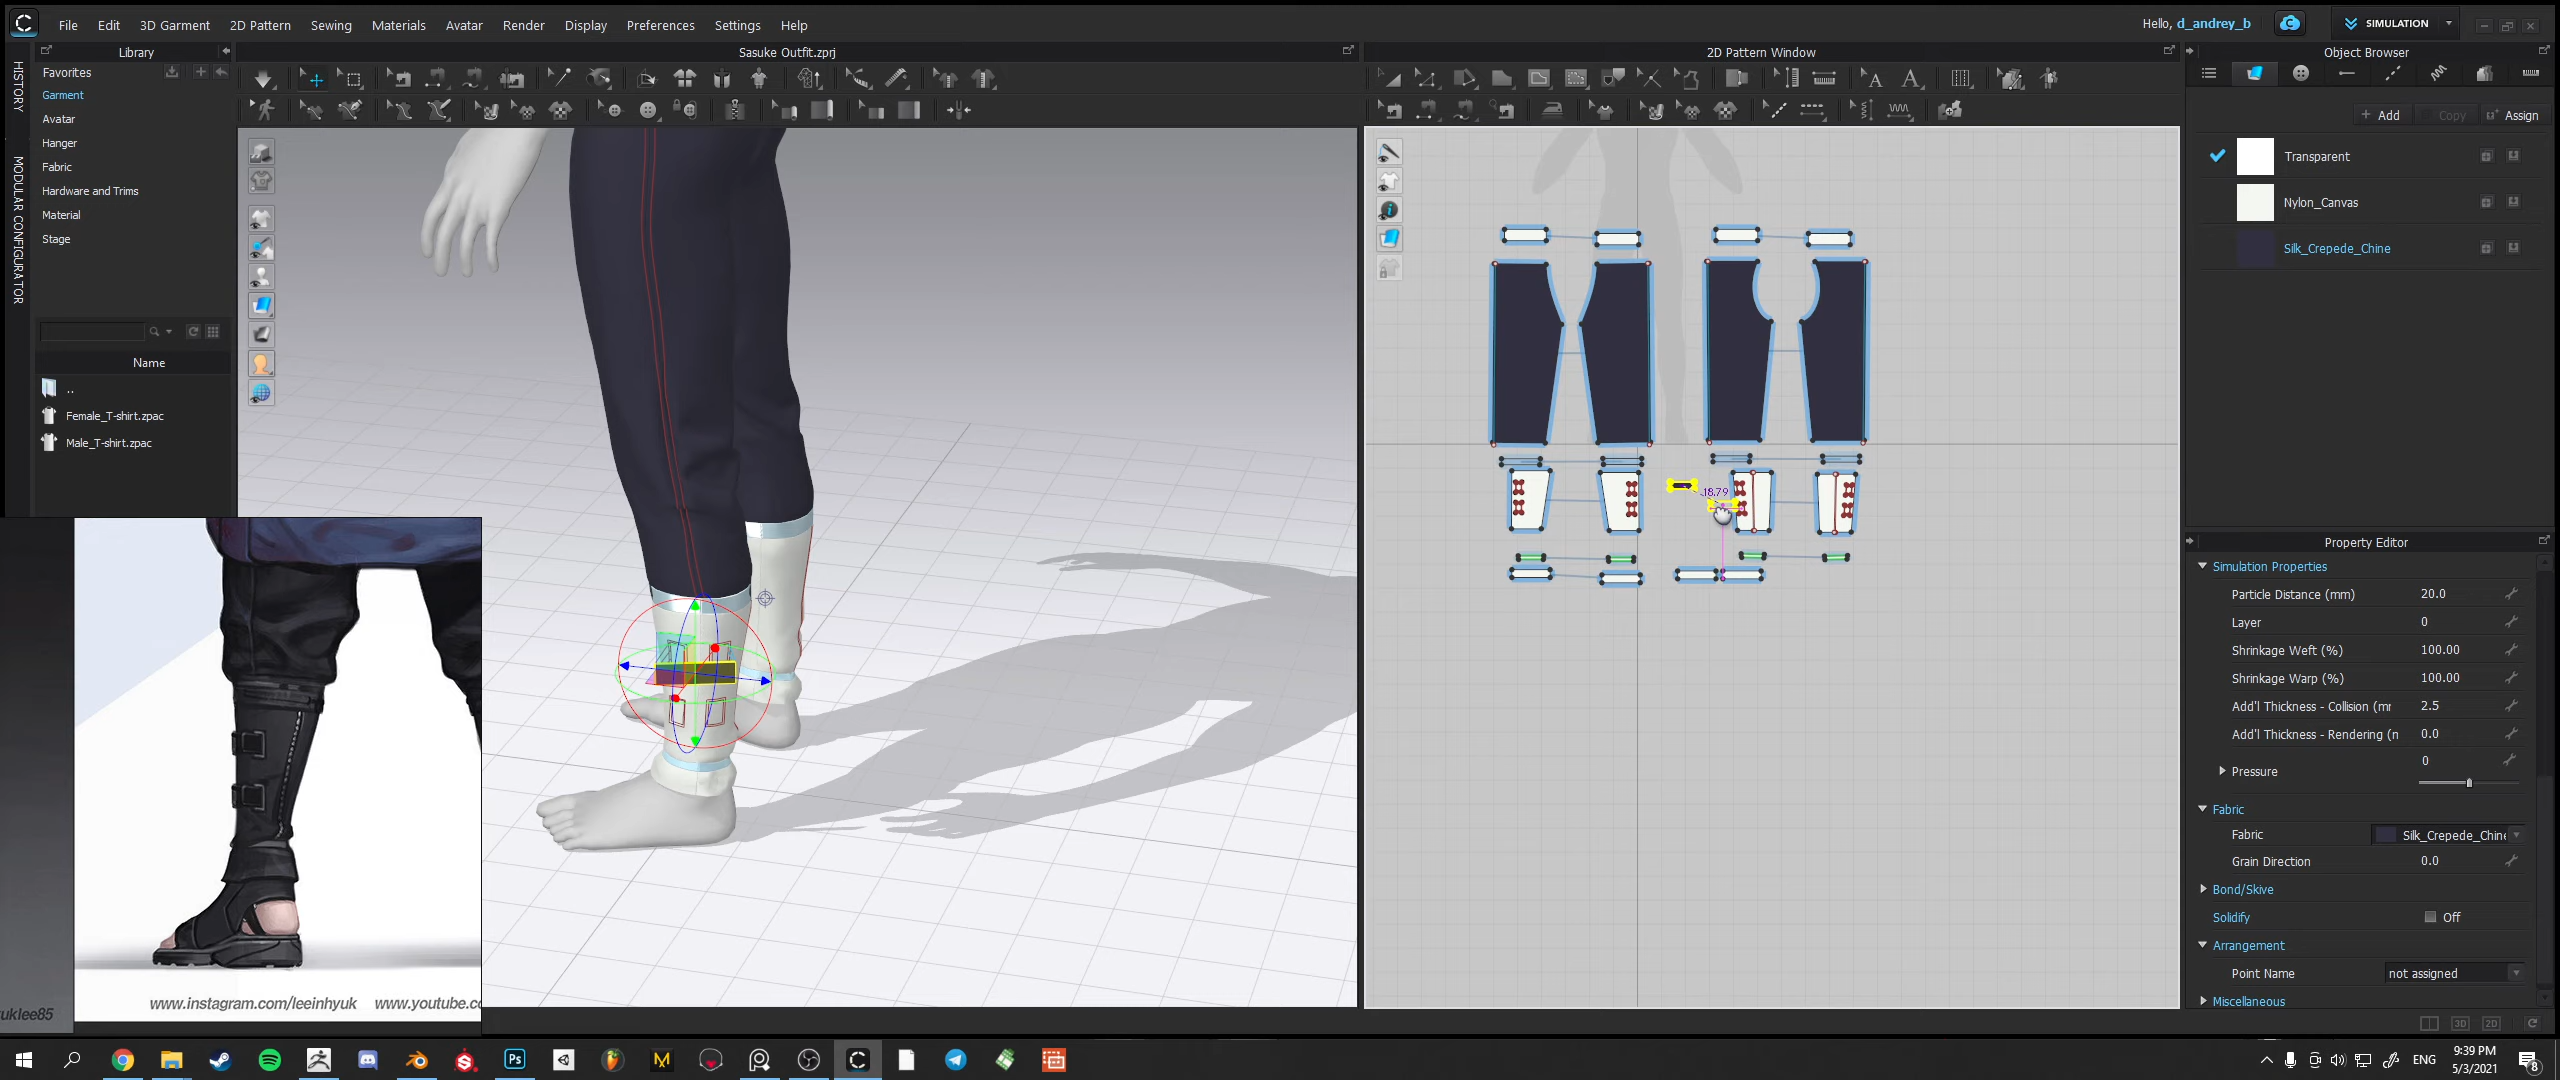 File Edit 3D Garment 2D Pattern Sewing Materials Avatar Render Display Preferences Settings Help
Hello, d_andrey_b
SIMULATION
HISTORY
MODULAR CONFIGURATOR
Library
Favorites
Garment
Avatar
Hanger
Fabric
Hardware and Trims
Material
Stage
Name
..
Female_T-shirt.zpac
Male_T-shirt.zpac
Sasuke Outfit.zprj
2D Pattern Window
18.79
Object Browser
Add Copy Assign
Transparent
Nylon_Canvas
Silk_Crepede_Chine
Property Editor
Simulation Properties
Particle Distance (mm) 20.0
Layer 0
Shrinkage Weft (%) 100.00
Shrinkage Warp (%) 100.00
Add'l Thickness - Collision (mr 2.5
Add'l Thickness - Rendering (n 0.0
Pressure 0
Fabric
Fabric Silk_Crepede_Chine
Grain Direction 0.0
Bond/Skive
Solidify Off
Arrangement
Point Name not assigned
Miscellaneous
3D 2D
www.instagram.com/leeinhyuk www.youtube.c
uklee85
ENG
9:39 PM
5/3/2021
8